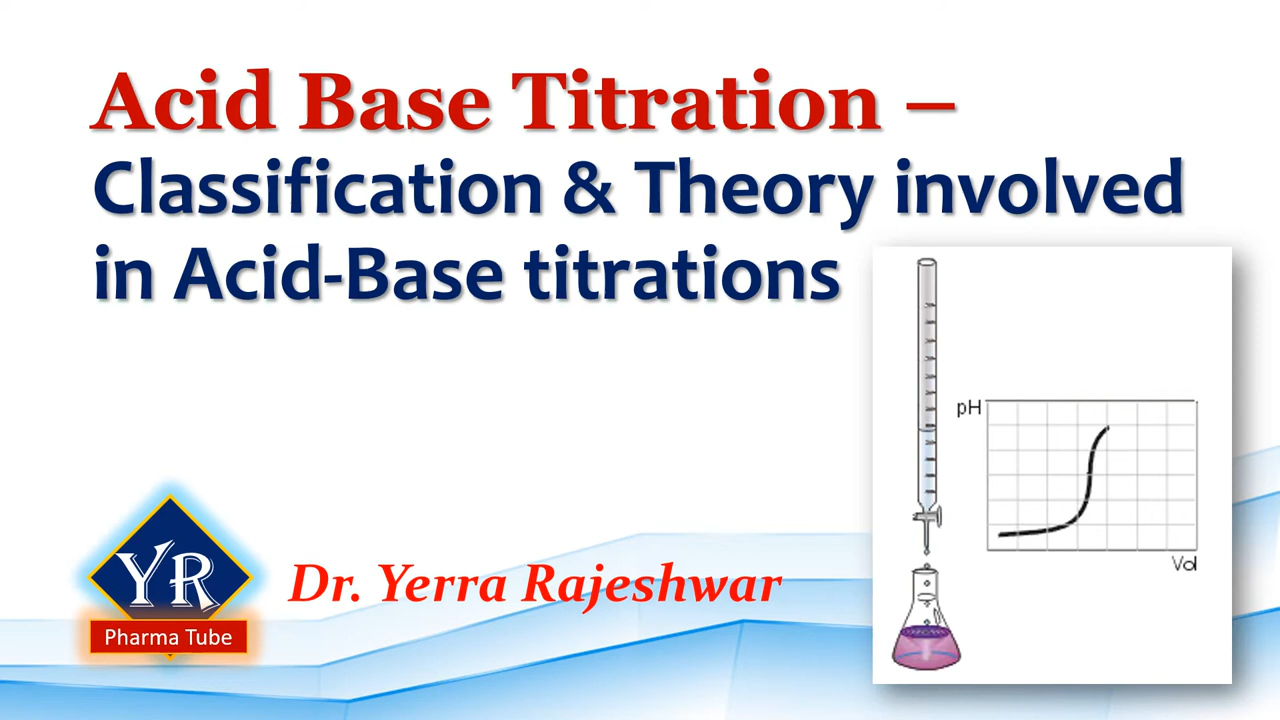 Acid Base Titration –
Classification & Theory involved
in Acid-Base titrations
pH
Vol
YR
Pharma Tube
Dr. Yerra Rajeshwar